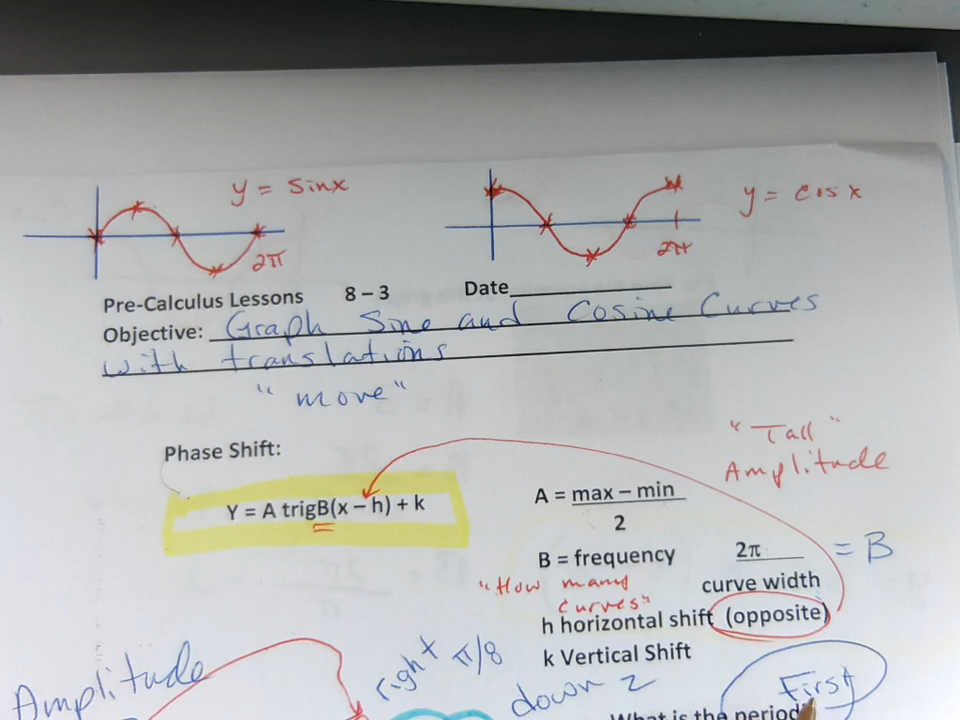 y = sinx
y = cos x
2π
2π
Pre-Calculus Lessons 8 – 3 Date
Objective: Graph Sine and Cosine Curves
with translations
"move"
"Tall"
Amplitude
Phase Shift:
Y = A trigB(x – h) + k
A = max – min
2
B = frequency 2π = B
"How many curve width
curves"
h horizontal shift (opposite)
k Vertical Shift
Amplitude
right π/8
down 2
First
What is the period